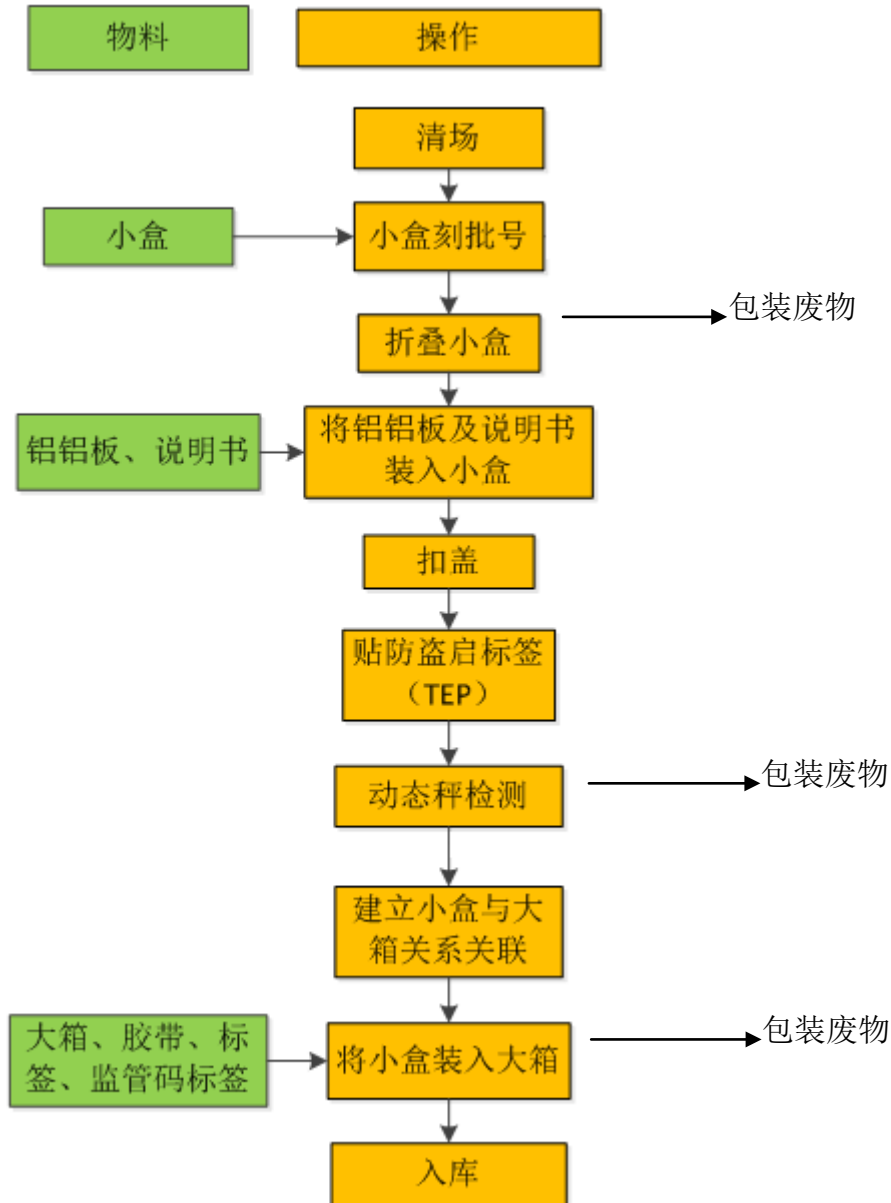 物料
操作
清场
小盒
小盒刻批号
包装废物
折叠小盒
铝铝板、说明书
将铝铝板及说明书
装入小盒
扣盖
贴防盗启标签
（TEP）
动态秤检测
包装废物
建立小盒与大
箱关系关联
大箱、胶带、标
签、监管码标签
将小盒装入大箱
包装废物
入库